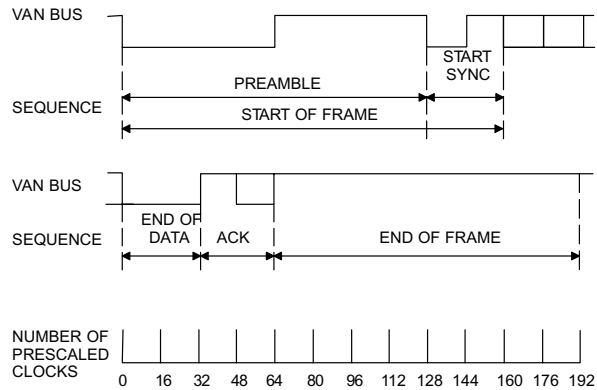 VAN BUS
START
SYNC
PREAMBLE
SEQUENCE
START OF FRAME
VAN BUS
END OF
DATA
ACK
END OF FRAME
SEQUENCE
NUMBER OF
PRESCALED
CLOCKS
0 16 32 48 64 80 96 112 128 144 160 176 192